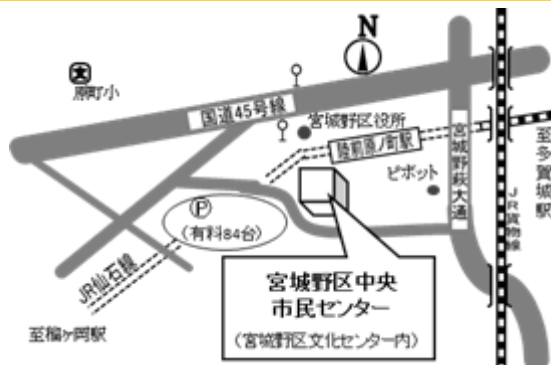 N
原町小
国道45号線
宮城野区役所
陸前原ノ町駅
ピボット
宮城野萩大通
JR貨物線
至多賀城駅
P
(有料84台)
JR仙石線
至榴ヶ岡駅
宮城野区中央
市民センター
(宮城野区文化センター内)